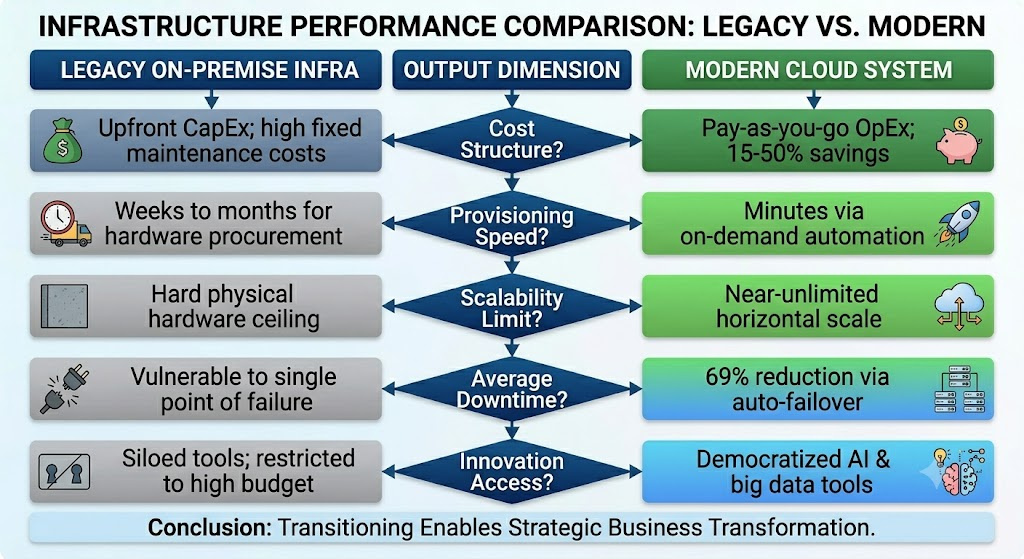 INFRASTRUCTURE PERFORMANCE COMPARISON: LEGACY VS. MODERN
LEGACY ON-PREMISE INFRA
OUTPUT DIMENSION
MODERN CLOUD SYSTEM
Upfront CapEx; high fixed
maintenance costs
$
Cost
Structure?
Pay-as-you-go OpEx;
15-50% savings
$
Weeks to months for
hardware procurement
Provisioning
Speed?
Minutes via
on-demand automation
Hard physical
hardware ceiling
Scalability
Limit?
Near-unlimited
horizontal scale
Vulnerable to single
point of failure
Average
Downtime?
69% reduction via
auto-failover
Siloed tools; restricted
to high budget
Innovation
Access?
Democratized AI &
big data tools
Conclusion: Transitioning Enables Strategic Business Transformation.